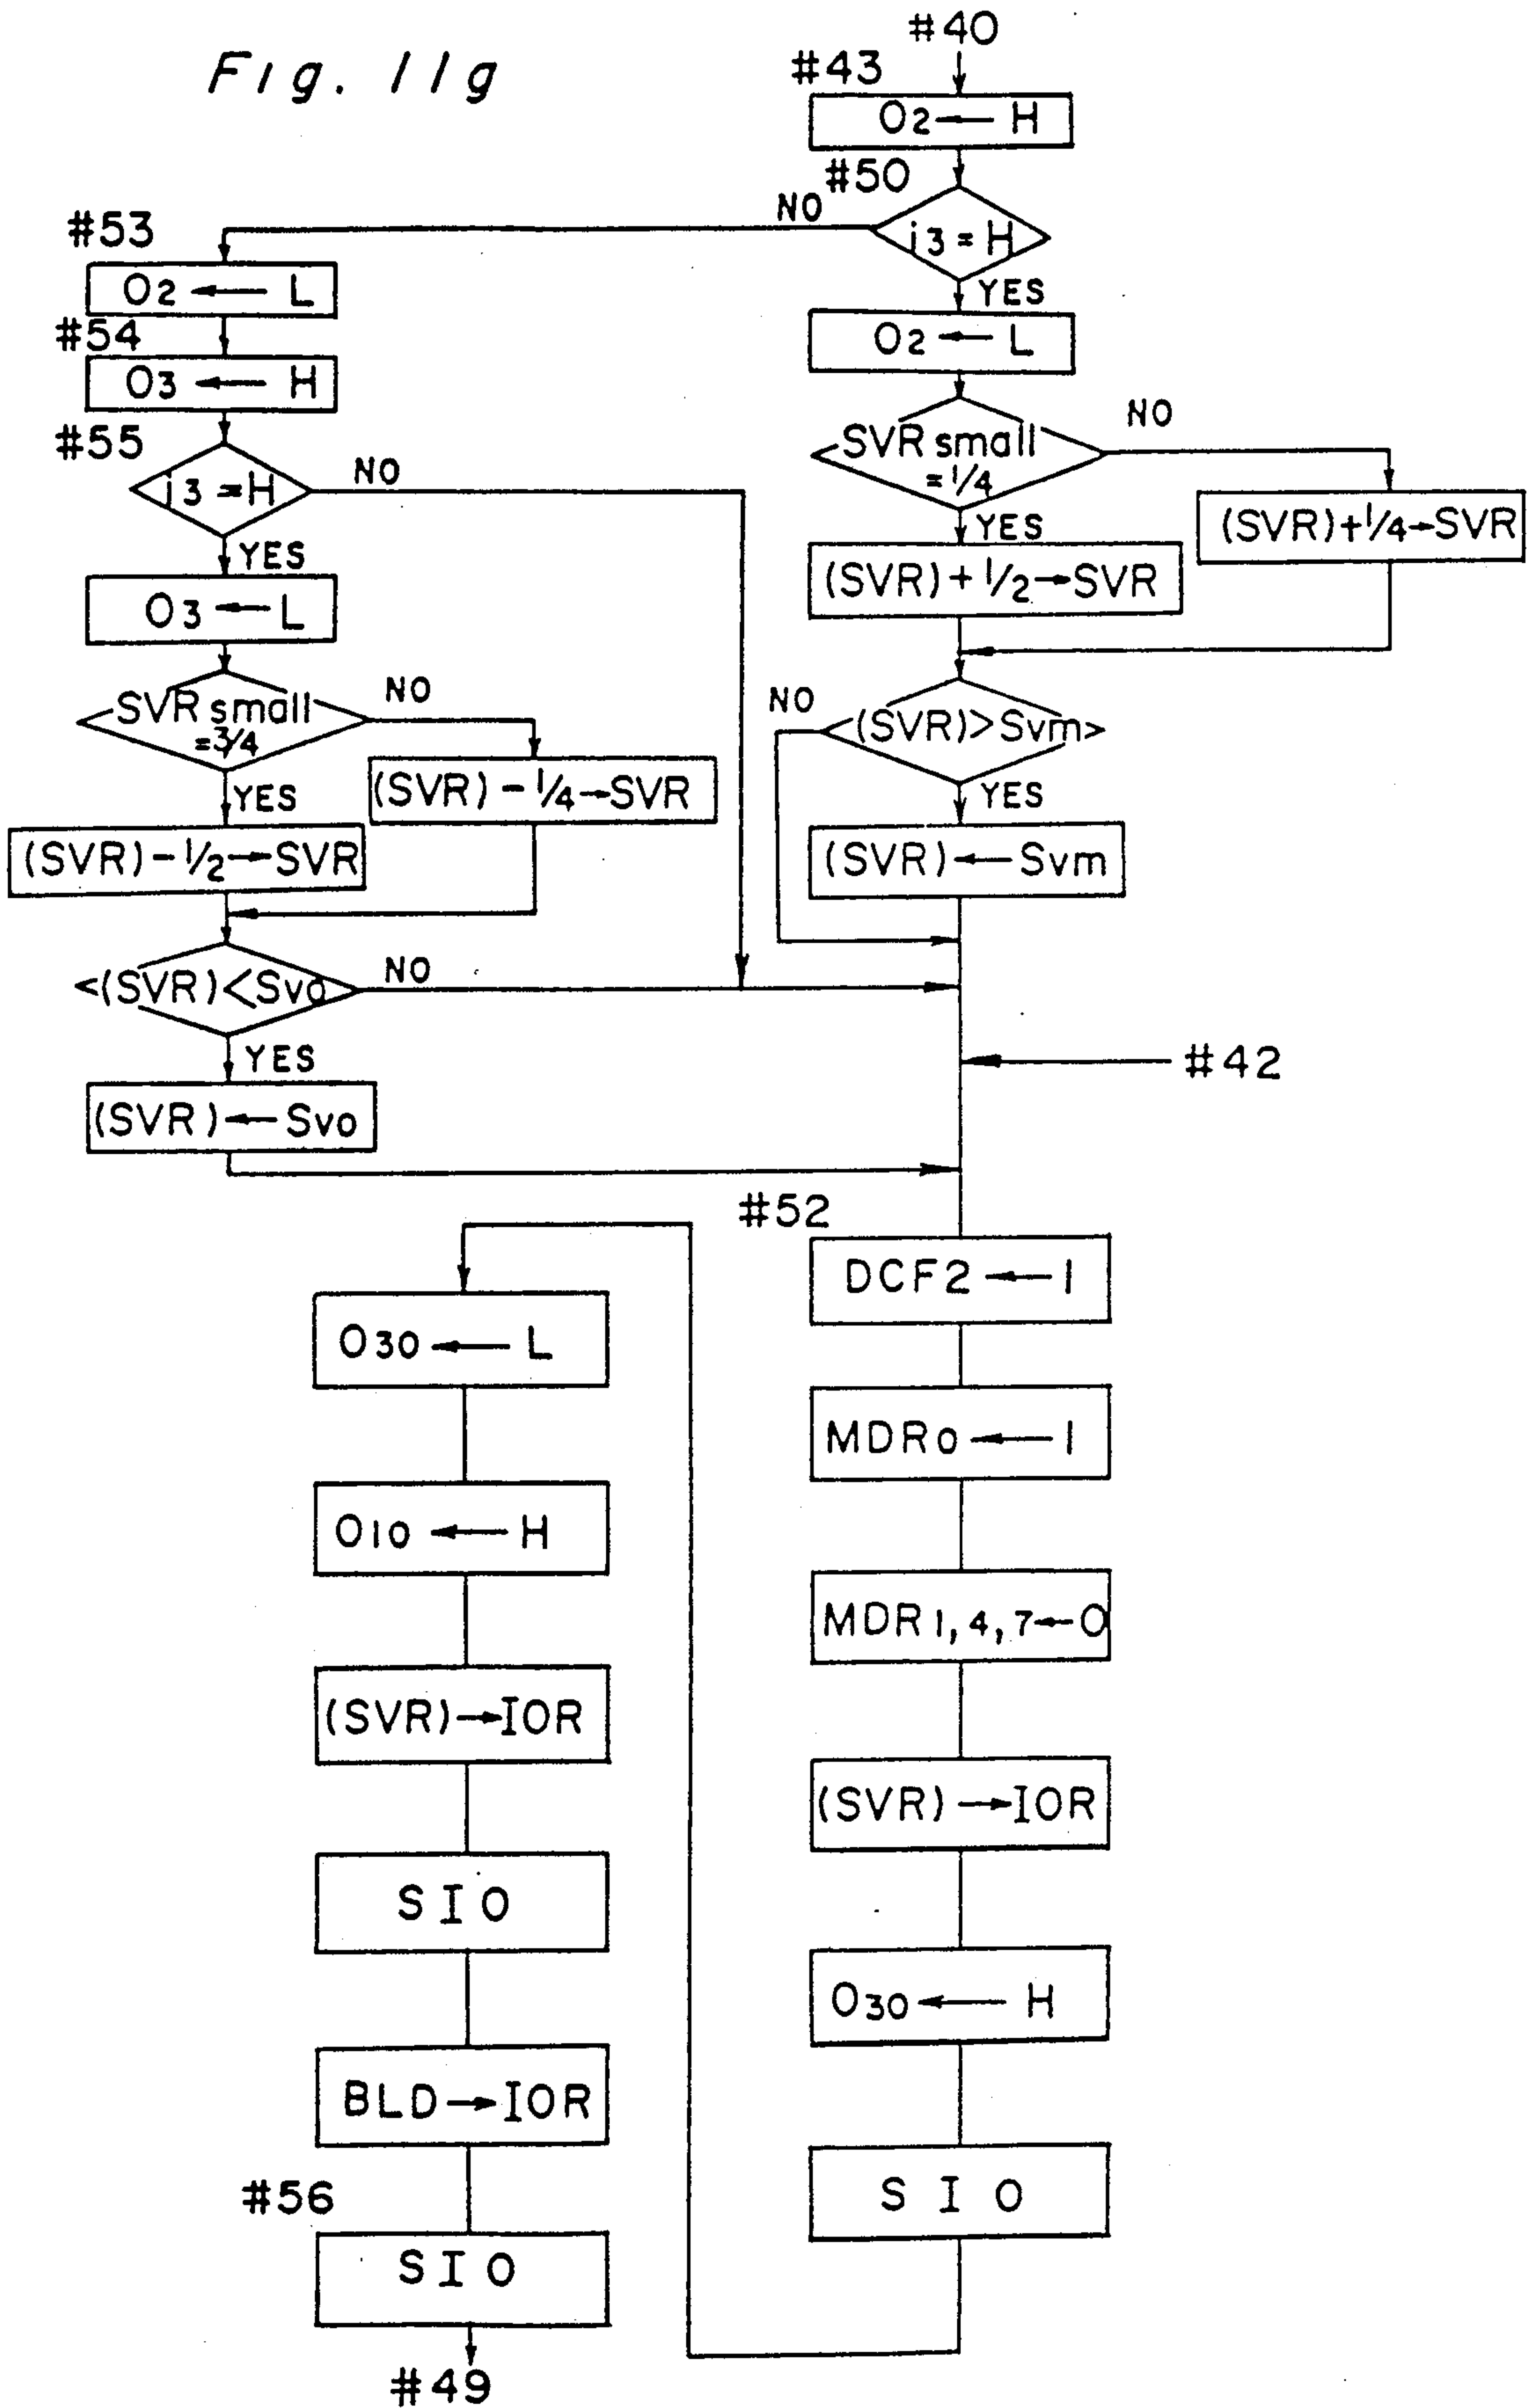 Fig. 11g
#40
#43
O2 ← H
#50
i3 = H
NO
YES
O2 ← L
SVR small
= 1/4
NO
YES
(SVR) + 1/4 → SVR
(SVR) + 1/2 → SVR
<(SVR) > Svm>
NO
YES
(SVR) ← Svm
#53
O2 ← L
#54
O3 ← H
#55
i3 = H
NO
YES
O3 ← L
SVR small
= 3/4
NO
YES
(SVR) - 1/4 → SVR
(SVR) - 1/2 → SVR
<(SVR) < Svo
NO
YES
(SVR) ← Svo
#42
#52
DCF2 ← 1
MDR0 ← 1
MDR1, 4, 7 ← 0
(SVR) → IOR
O30 ← H
SIO
O30 ← L
O10 ← H
(SVR) → IOR
SIO
BLD → IOR
#56
SIO
#49